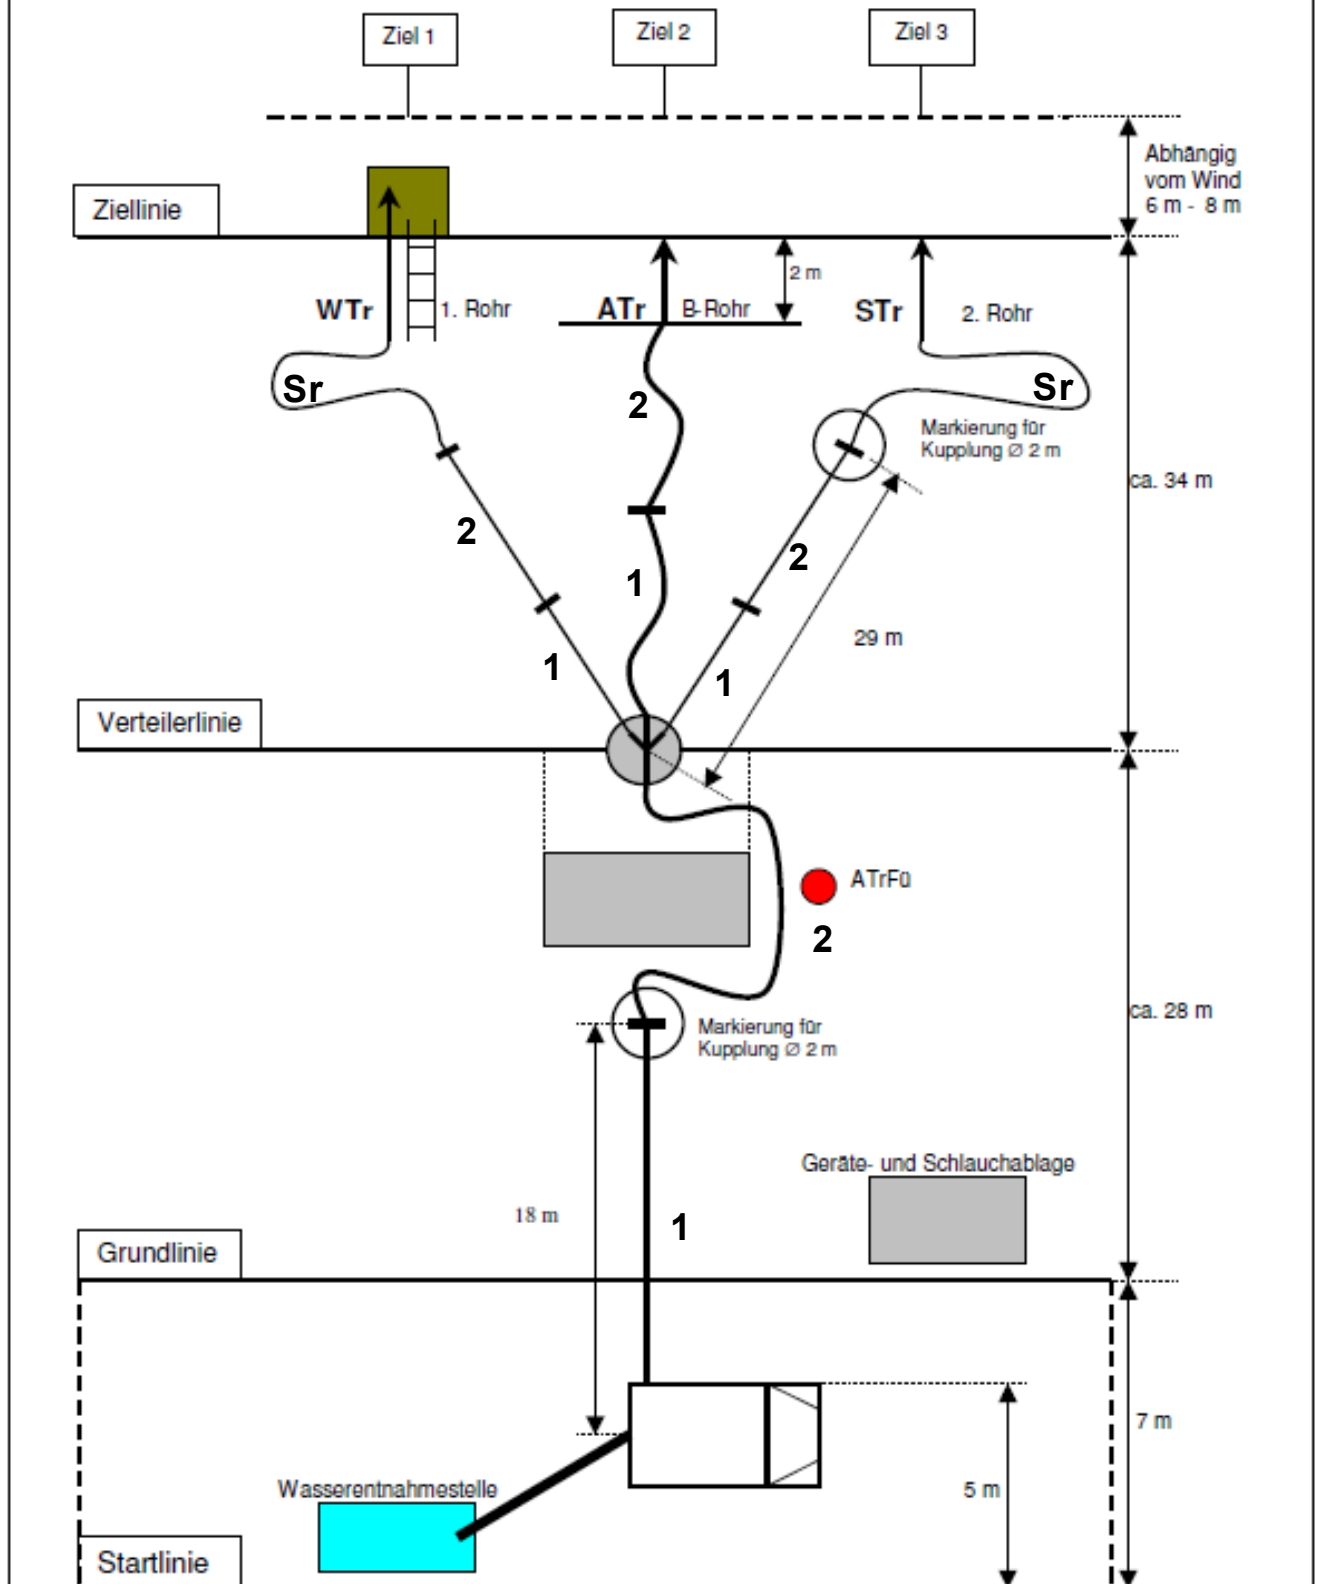 Ziel 1
Ziel 2
Ziel 3
Abhängig
vom Wind
6 m - 8 m
Ziellinie
2 m
WTr
1. Rohr
ATr
B-Rohr
STr
2. Rohr
Sr
2
Sr
Markierung für
Kupplung Ø 2 m
ca. 34 m
2
2
1
29 m
1
1
Verteilerlinie
ATrFü
2
ca. 28 m
Markierung für
Kupplung Ø 2 m
Geräte- und Schlauchablage
18 m
1
Grundlinie
7 m
Wasserentnahmestelle
5 m
Startlinie